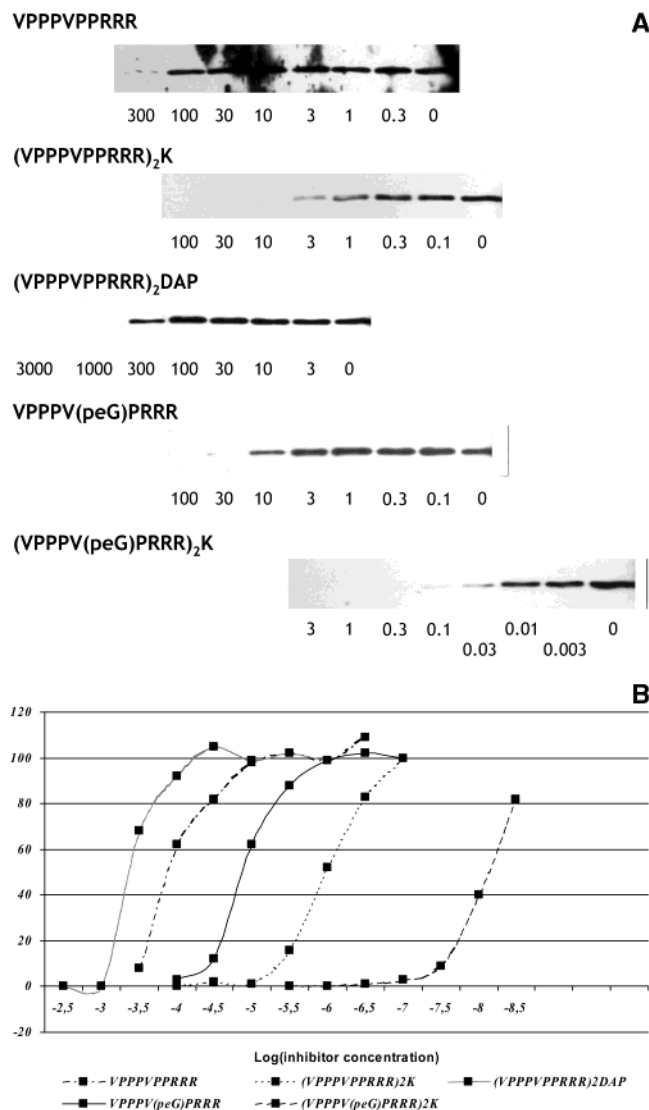 VPPPVPPRRR A
300 100 30 10 3 1 0.3 0
(VPPPVPPRRR)2K
100 30 10 3 1 0.3 0.1 0
(VPPPVPPRRR)2DAP
3000 1000 300 100 30 10 3 0
VPPPV(peG)PRRR
100 30 10 3 1 0.3 0.1 0
(VPPPV(peG)PRRR)2K
3 1 0.3 0.1 0.01 0
0.03 0.003
B
120
100
80
60
40
20
0
-2,5 -3 -3,5 -4 -4,5 -5 -5,5 -6 -6,5 -7 -7,5 -8 -8,5
-20
Log(inhibitor concentration)
VPPPVPPRRR (VPPPVPPRRR)2K (VPPPVPPRRR)2DAP
VPPPV(peG)PRRR (VPPPV(peG)PRRR)2K